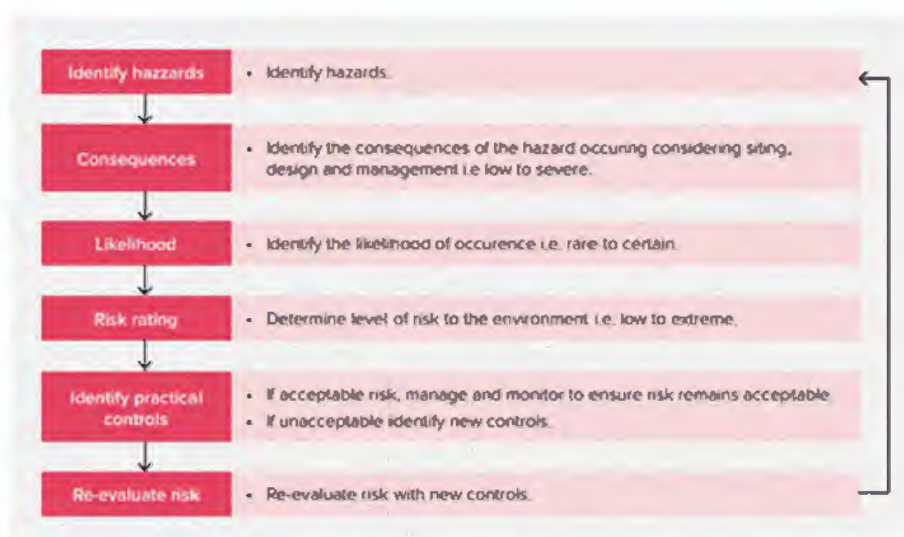 Identify hazzards
• Identify hazards.
Consequences
• Identify the consequences of the hazard occuring considering siting,
design and management i.e low to severe.
Likelihood
• Identify the likelihood of occurence i.e. rare to certain.
Risk rating
• Determine level of risk to the environment i.e. low to extreme.
Identify practical
controls
• If acceptable risk, manage and monitor to ensure risk remains acceptable
• If unacceptable identify new controls.
Re-evaluate risk
• Re-evaluate risk with new controls.